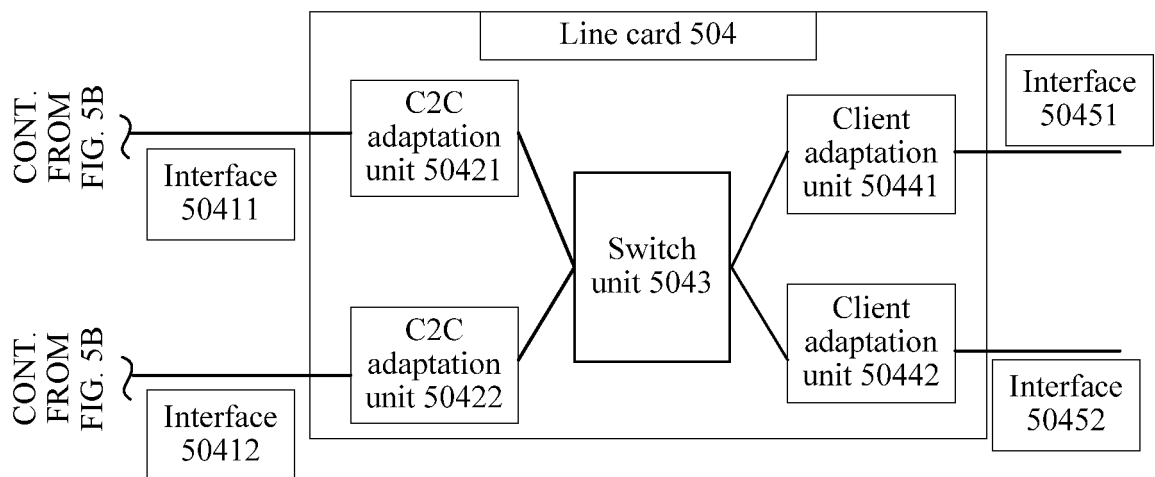 Line card 504
CONT.
FROM
FIG. 5B
Interface
50411
C2C
adaptation
unit 50421
Switch
unit 5043
Client
adaptation
unit 50441
Interface
50451
CONT.
FROM
FIG. 5B
Interface
50412
C2C
adaptation
unit 50422
Client
adaptation
unit 50442
Interface
50452